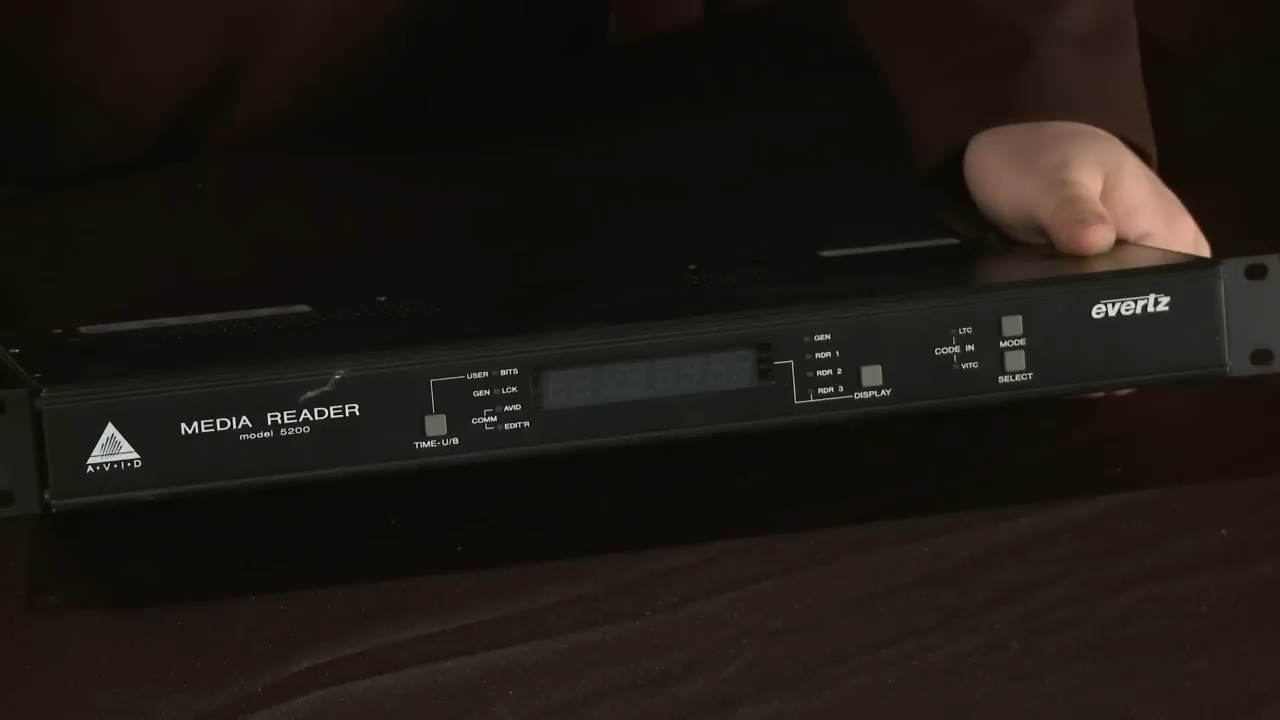 A•V•I•D
MEDIA READER
model 5200
TIME-U/B
USER BITS
GEN LCK
COMM
AVID
EDIT'R
GEN
RDR 1
RDR 2
RDR 3
DISPLAY
LTC
CODE IN
VITC
MODE
SELECT
evertz